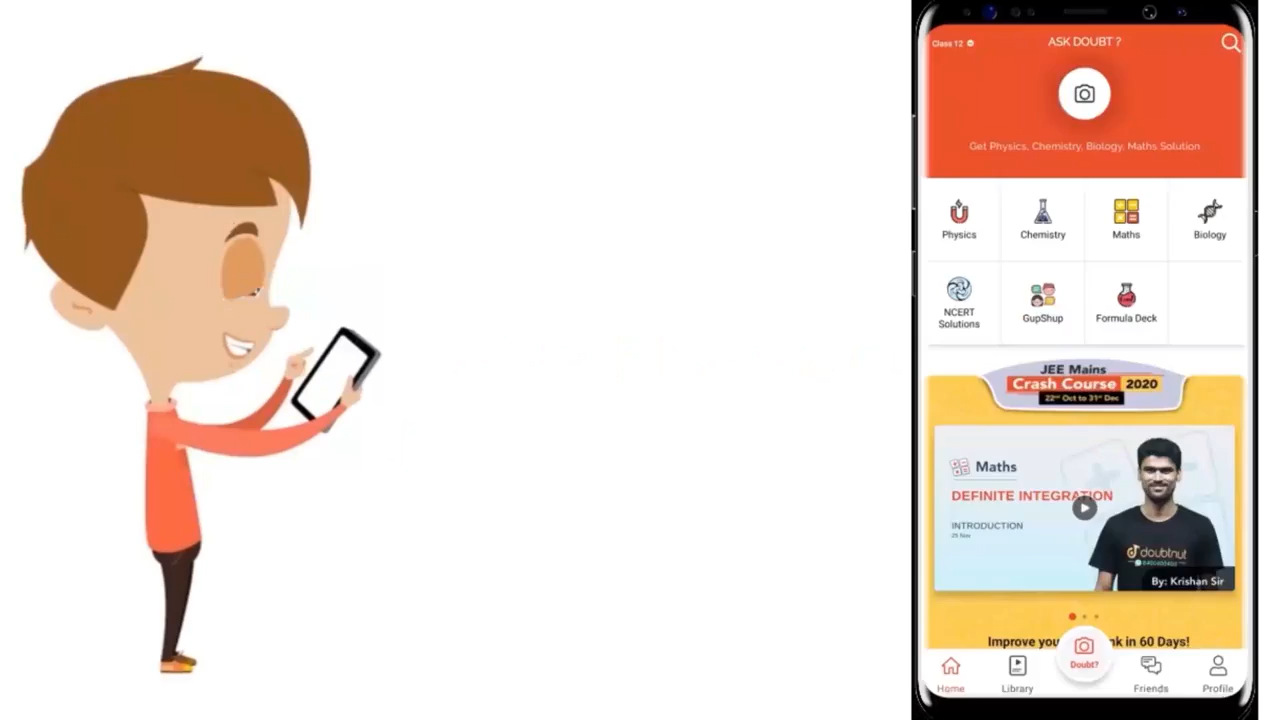 Class 12
ASK DOUBT ?
Get Physics, Chemistry, Biology, Maths Solution
Physics
Chemistry
Maths
Biology
NCERT
Solutions
GupShup
Formula Deck
JEE Mains
Crash Course 2020
22nd Oct to 31st Dec
Maths
DEFINITE INTEGRATION
INTRODUCTION
doubtnut
By: Krishan Sir
Improve you nk in 60 Days!
Doubt?
Home
Library
Friends
Profile